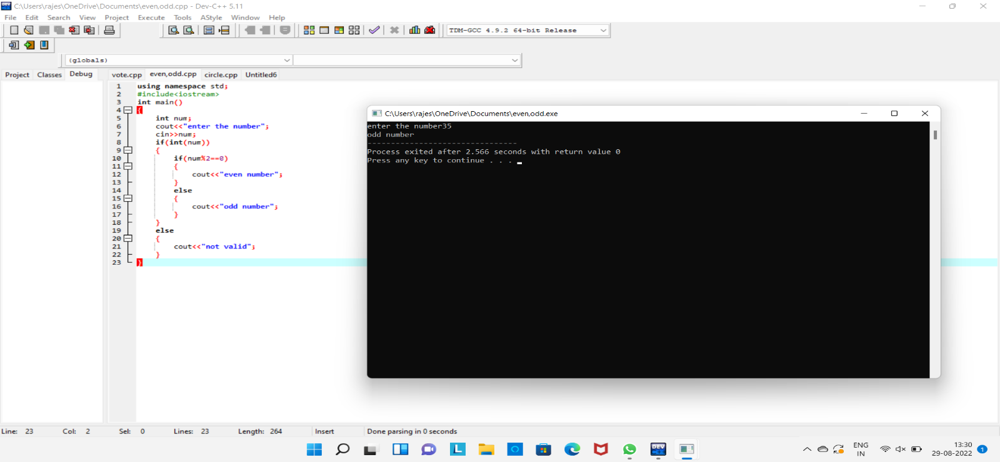 C:\Users\rajes\OneDrive\Documents\even,odd.cpp - Dev-C++ 5.11
File Edit Search View Project Execute Tools AStyle Window Help
TDM-GCC 4.9.2 64-bit Release
(globals)
Project Classes Debug
vote.cpp even,odd.cpp circle.cpp Untitled6
1 using namespace std;
2 #include<iostream>
3 int main()
4 {
5 int num;
6 cout<<"enter the number";
7 cin>>num;
8 if(int(num))
9 {
10 if(num%2==0)
11 {
12 cout<<"even number";
13 }
14 else
15 {
16 cout<<"odd number";
17 }
18 }
19 else
20 {
21 cout<<"not valid";
22 }
23 }
C:\Users\rajes\OneDrive\Documents\even,odd.exe
enter the number35
odd number
--------------------------------
Process exited after 2.566 seconds with return value 0
Press any key to continue . . .
Line: 23 Col: 2 Sel: 0 Lines: 23 Length: 264 Insert Done parsing in 0 seconds
L
DEV
ENG
IN
13:30
29-08-2022
1